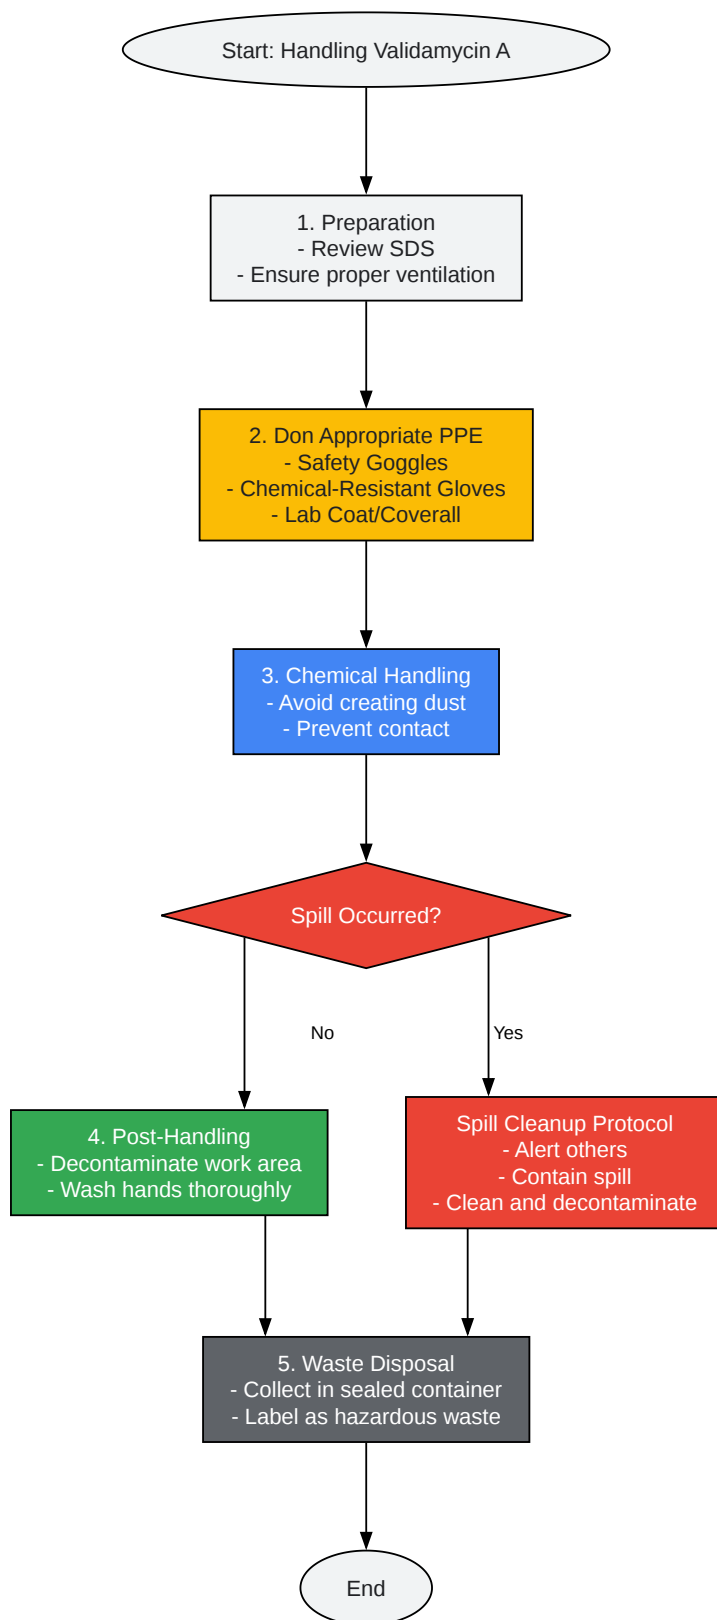 Start: Handling Validamycin A
1. Preparation
- Review SDS
- Ensure proper ventilation
2. Don Appropriate PPE
- Safety Goggles
- Chemical-Resistant Gloves
- Lab Coat/Coverall
3. Chemical Handling
- Avoid creating dust
- Prevent contact
Spill Occurred?
No
Yes
4. Post-Handling
- Decontaminate work area
- Wash hands thoroughly
Spill Cleanup Protocol
- Alert others
- Contain spill
- Clean and decontaminate
5. Waste Disposal
- Collect in sealed container
- Label as hazardous waste
End